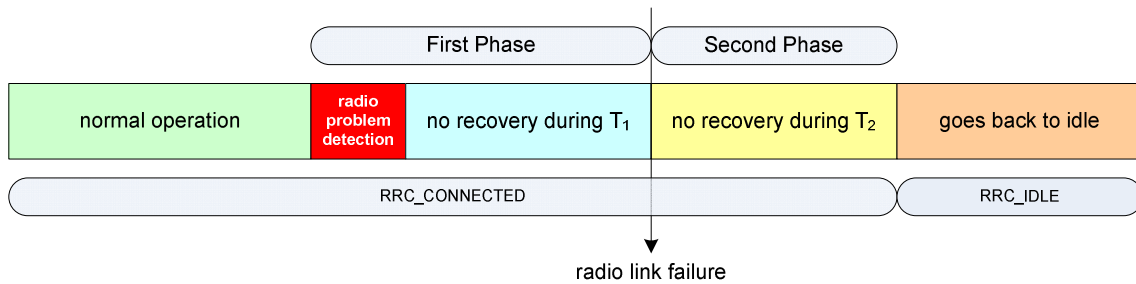 First Phase
Second Phase
normal operation
radio
problem
detection
no recovery during T₁
no recovery during T₂
goes back to idle
RRC_CONNECTED
RRC_IDLE
radio link failure